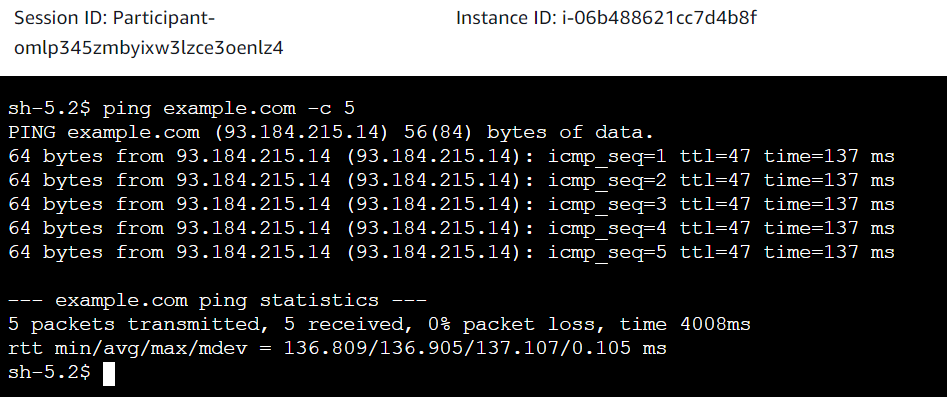 Session ID: Participant-
omlp345zmbyixw3lzce3oenlz4
Instance ID: i-06b488621cc7d4b8f
sh-5.2$ ping example.com -c 5
PING example.com (93.184.215.14) 56(84) bytes of data.
64 bytes from 93.184.215.14 (93.184.215.14): icmp_seq=1 ttl=47 time=137 ms
64 bytes from 93.184.215.14 (93.184.215.14): icmp_seq=2 ttl=47 time=137 ms
64 bytes from 93.184.215.14 (93.184.215.14): icmp_seq=3 ttl=47 time=137 ms
64 bytes from 93.184.215.14 (93.184.215.14): icmp_seq=4 ttl=47 time=137 ms
64 bytes from 93.184.215.14 (93.184.215.14): icmp_seq=5 ttl=47 time=137 ms
--- example.com ping statistics ---
5 packets transmitted, 5 received, 0% packet loss, time 4008ms
rtt min/avg/max/mdev = 136.809/136.905/137.107/0.105 ms
sh-5.2$